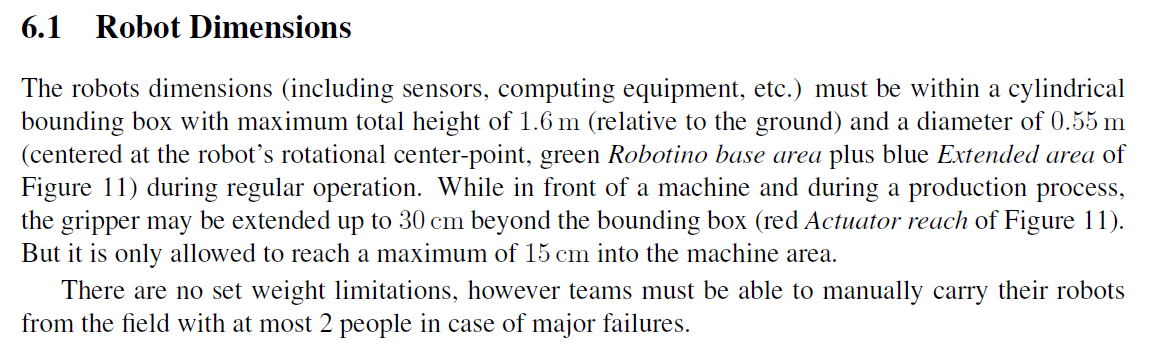 6.1 Robot Dimensions
The robots dimensions (including sensors, computing equipment, etc.) must be within a cylindrical
bounding box with maximum total height of 1.6 m (relative to the ground) and a diameter of 0.55 m
(centered at the robot's rotational center-point, green Robotino base area plus blue Extended area of
Figure 11) during regular operation. While in front of a machine and during a production process,
the gripper may be extended up to 30 cm beyond the bounding box (red Actuator reach of Figure 11).
But it is only allowed to reach a maximum of 15 cm into the machine area.
There are no set weight limitations, however teams must be able to manually carry their robots
from the field with at most 2 people in case of major failures.